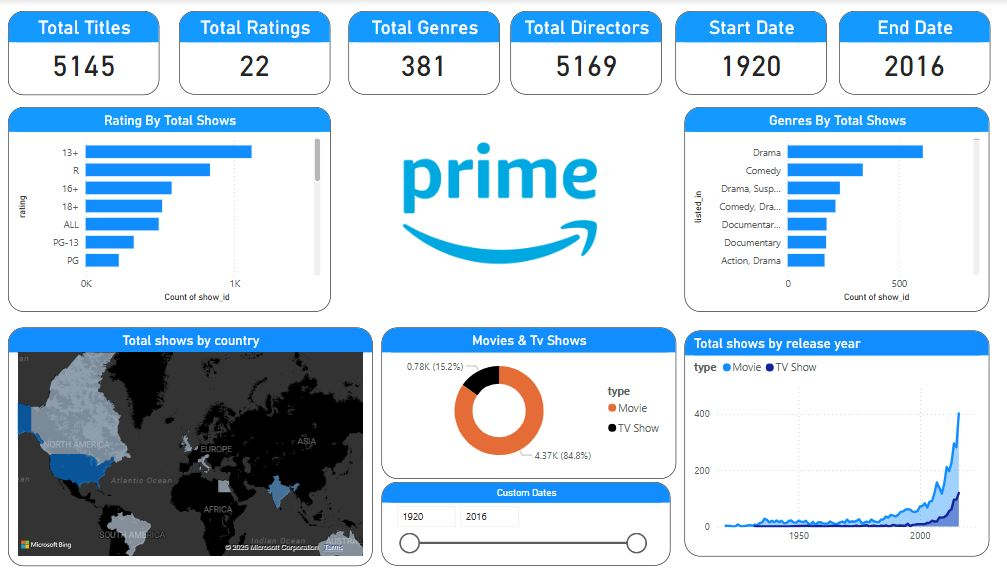 Total Titles
5145
Total Ratings
22
Total Genres
381
Total Directors
5169
Start Date
1920
End Date
2016
Rating By Total Shows
rating
13+
R
16+
18+
ALL
PG-13
PG
0K
1K
Count of show_id
prime
Genres By Total Shows
listed_in
Drama
Comedy
Drama, Susp...
Comedy, Dra...
Documentar...
Documentary
Action, Drama
0
500
Count of show_id
Total shows by country
NORTH AMERICA
EUROPE
ASIA
Atlantic Ocean
AFRICA
SOUTH AMERICA
Indian Ocean
AUSTRA
Microsoft Bing
© 2025 Microsoft Corporation Terms
Movies & Tv Shows
0.78K (15.2%)
4.37K (84.8%)
type
Movie
TV Show
Custom Dates
1920
2016
Total shows by release year
type Movie TV Show
400
200
0
1950
2000